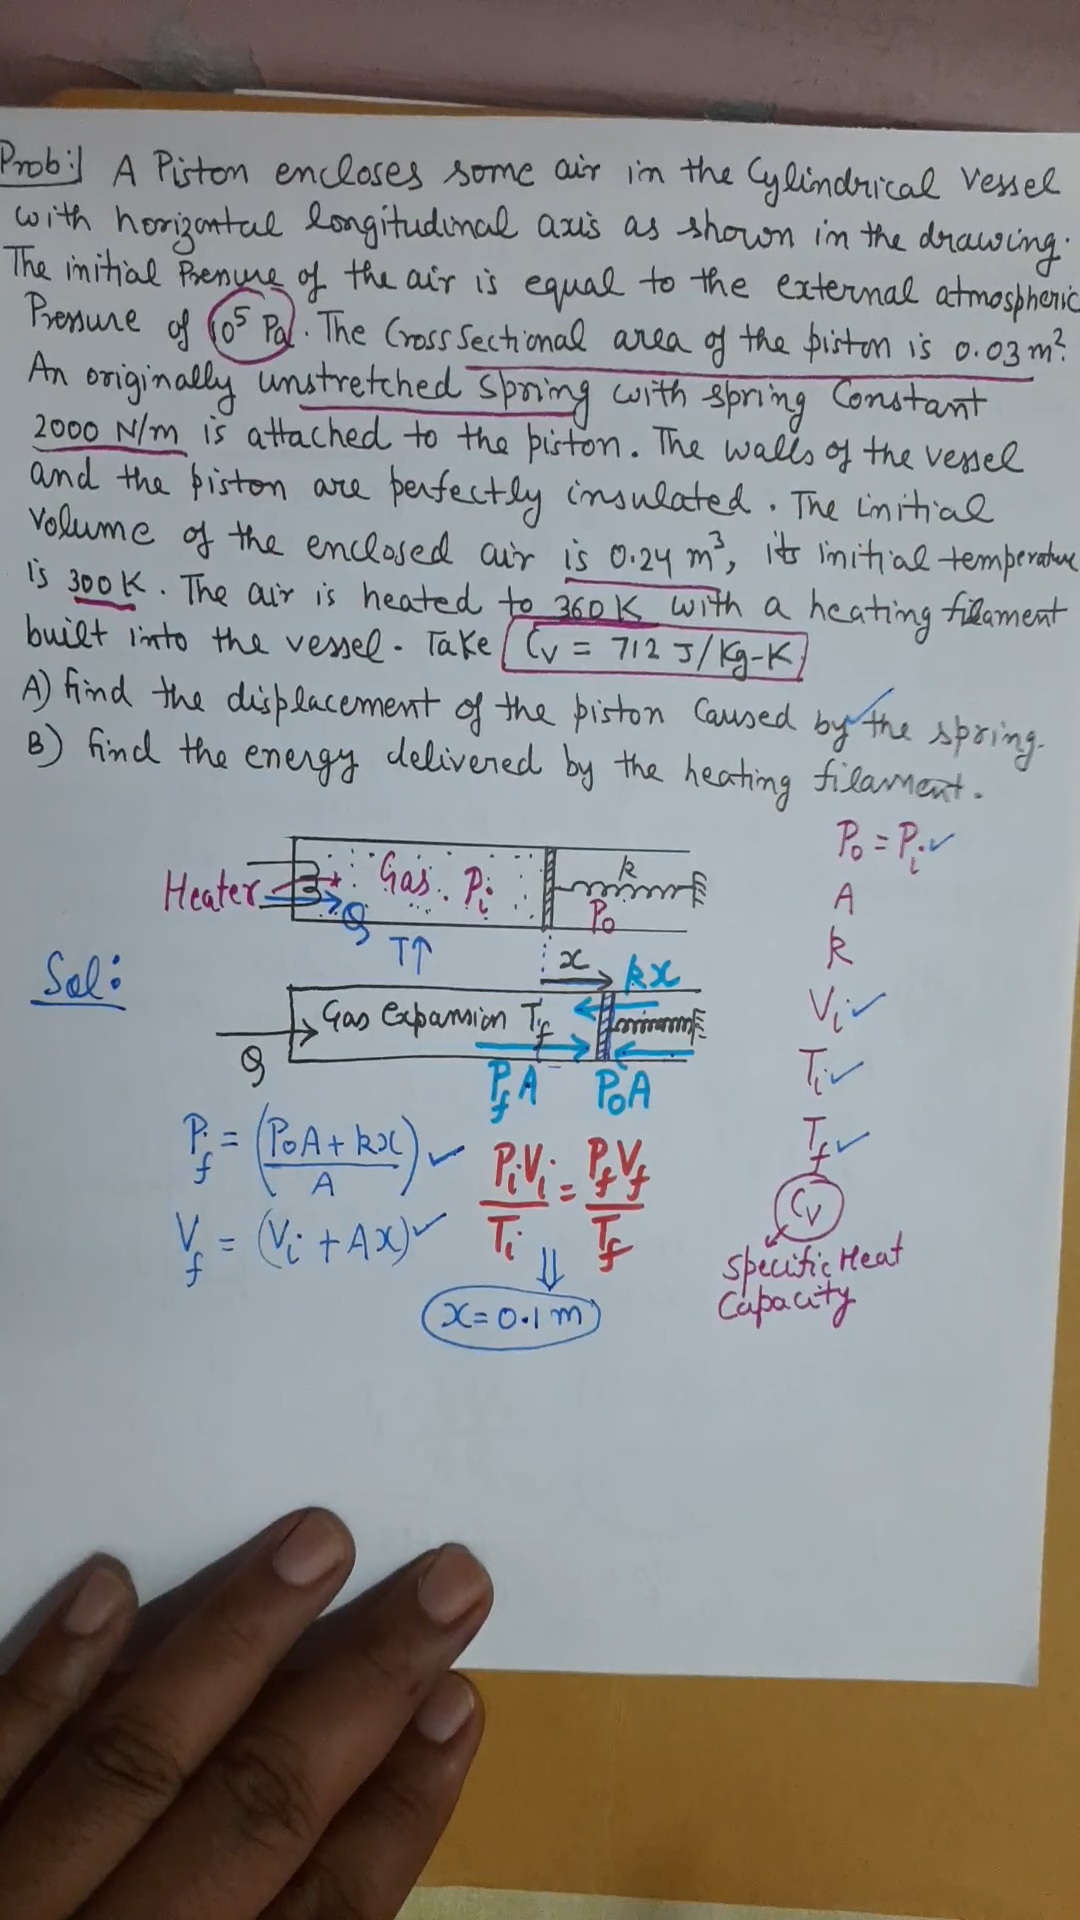 Prob:| A Piston encloses some air in the Cylindrical Vessel
with horizontal longitudinal axis as shown in the drawing.
The initial Pressure of the air is equal to the external atmospheric
Pressure of 10⁵ Pa. The Cross Sectional area of the piston is 0.03 m².
An originally unstretched spring with spring Constant
2000 N/m is attached to the piston. The walls of the vessel
and the piston are perfectly insulated. The initial
Volume of the enclosed air is 0.24 m³, its initial temperature
is 300 K. The air is heated to 360 K with a heating filament
built into the vessel. Take Cv = 712 J/Kg-K
A) find the displacement of the piston Caused by the spring.
B) find the energy delivered by the heating filament.
P₀ = Pi ✓
A
k
Vi ✓
Ti ✓
Tf ✓
Cv
Specific Heat
Capacity
Heater
Gas. Pi
k
P₀
Q
T↑
Sol:
x
kx
Gas Expansion Tf
Q
PfA
P₀A
Pf = (P₀A + kx / A) ✓
Vf = (Vi + Ax) ✓
PiVi / Ti = PfVf / Tf
⇓
x = 0.1 m